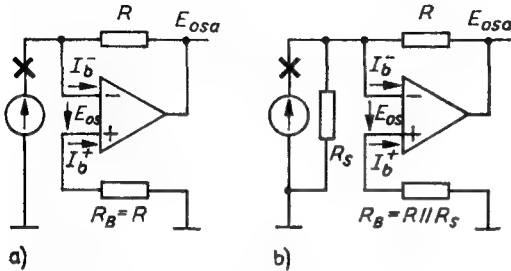 R
E_osa
I_b^-
-
E_os
+
I_b^+
R_B = R
a)
R
E_osa
I_b^-
-
E_os
+
I_b^+
R_S
R_B = R // R_S
b)